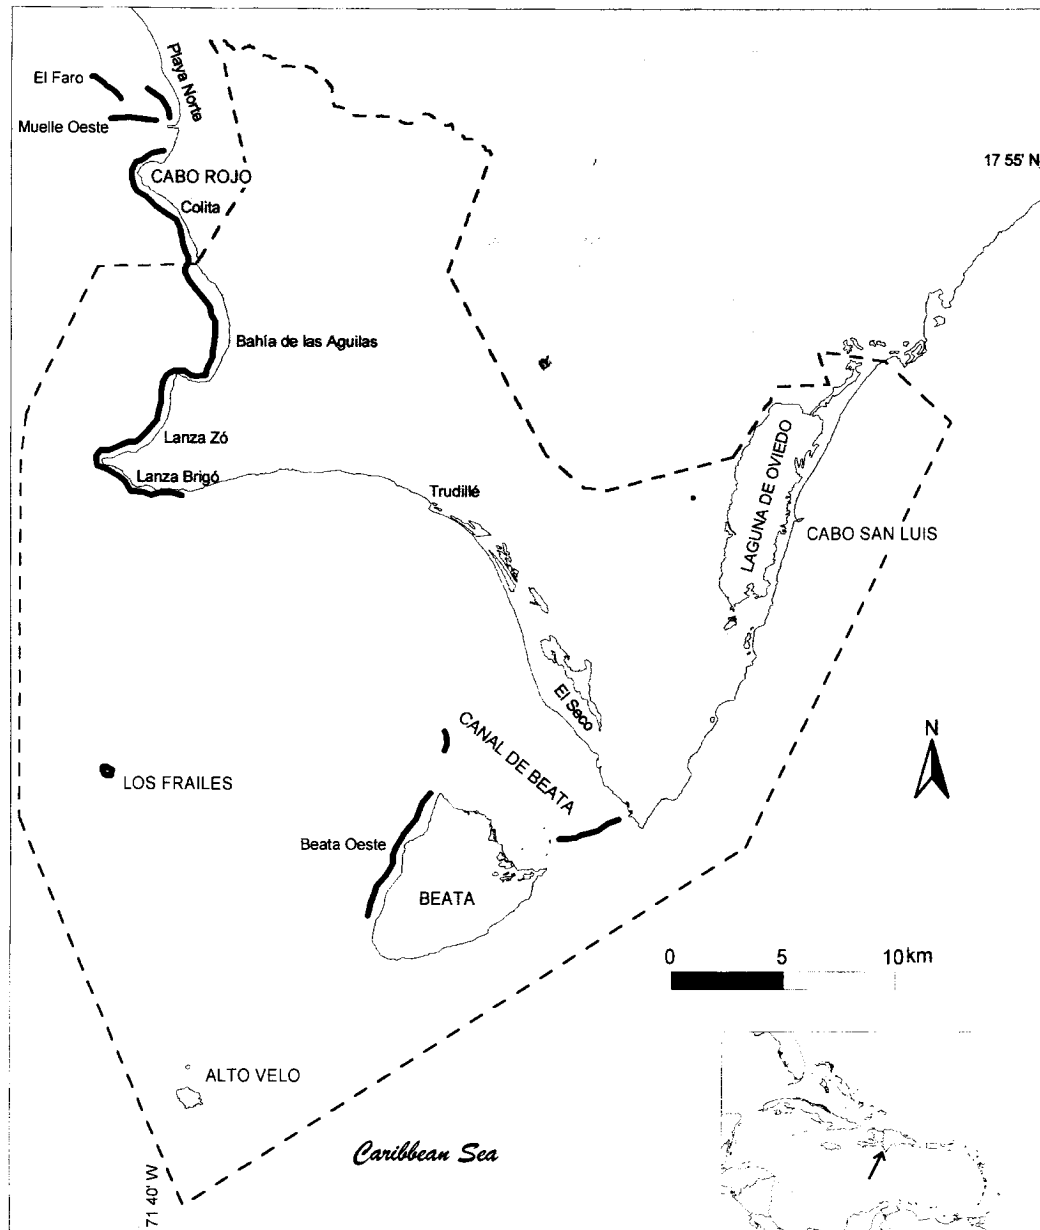 Playa Norte
El Faro
Muelle Oeste
CABO ROJO
17 55' N
Colita
Bahía de las Aguilas
Lanza Zó
Lanza Brigó
Trudillé
LAGUNA DE OVIEDO
CABO SAN LUIS
El Seco
CANAL DE BEATA
N
LOS FRAILES
Beata Oeste
BEATA
0 5 10 km
ALTO VELO
Caribbean Sea
71 40' W